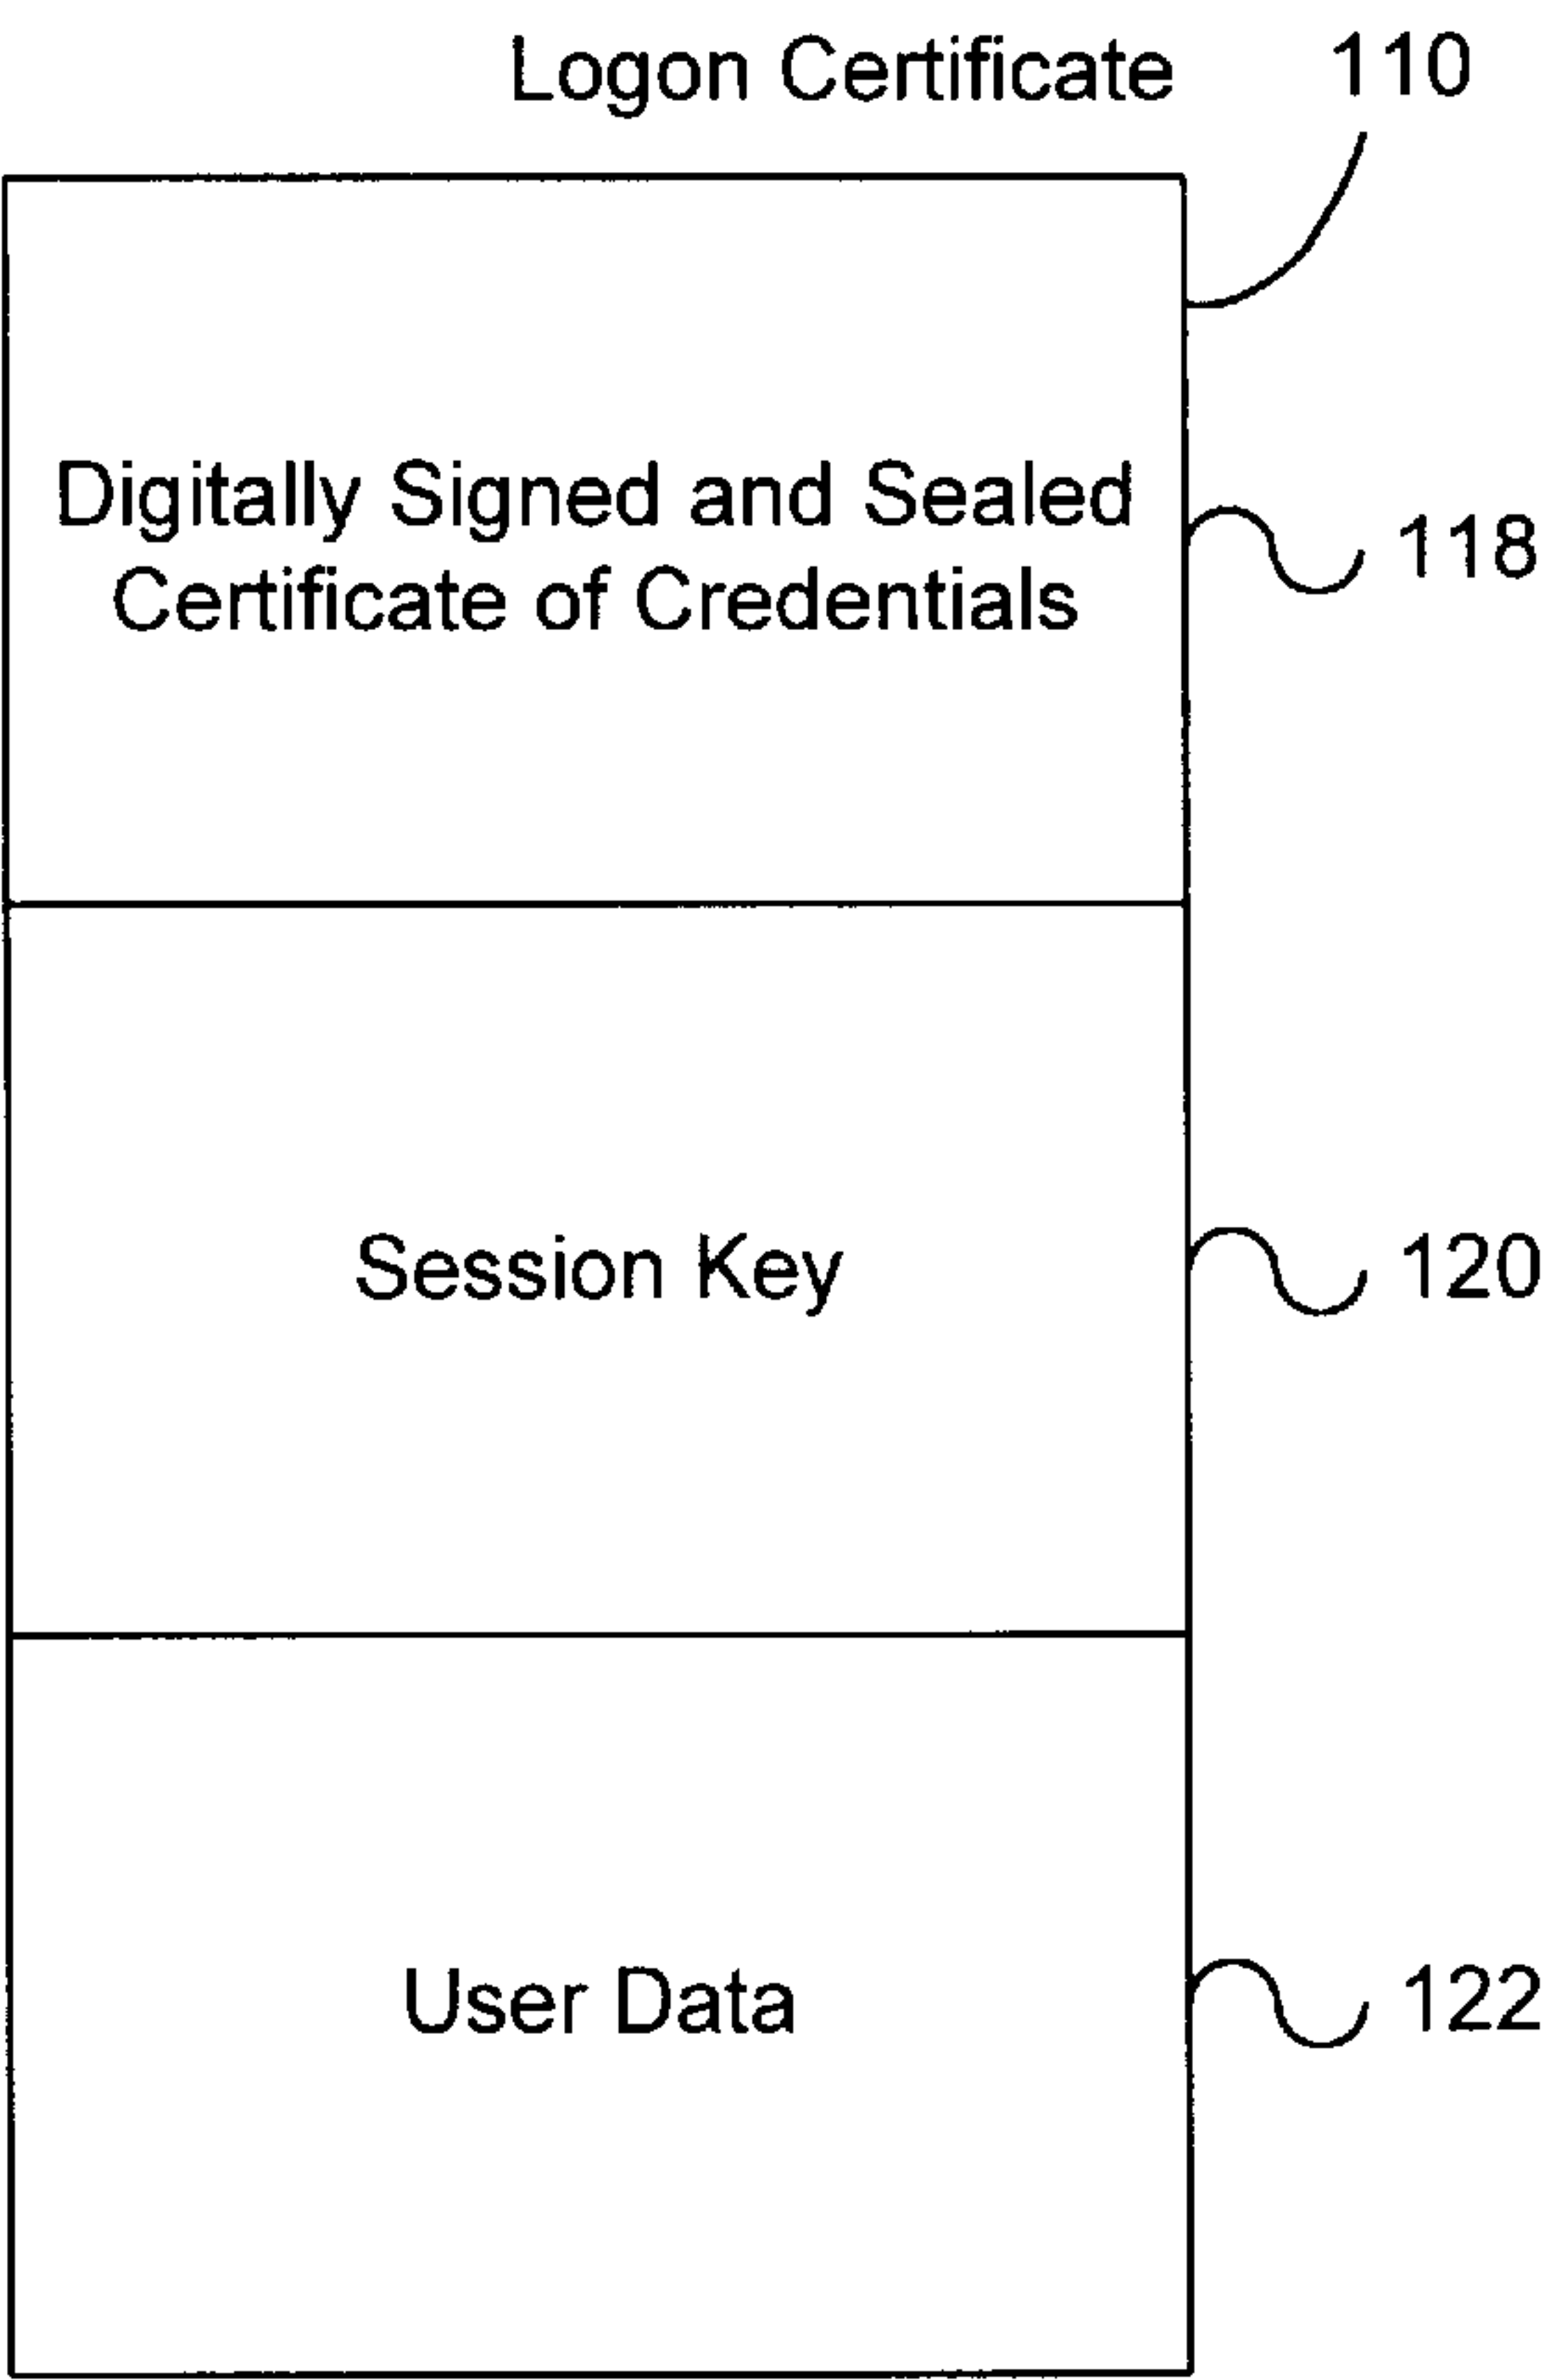 Logon Certificate 110
Digitally Signed and Sealed
Certificate of Credentials
118
Session Key 120
User Data 122